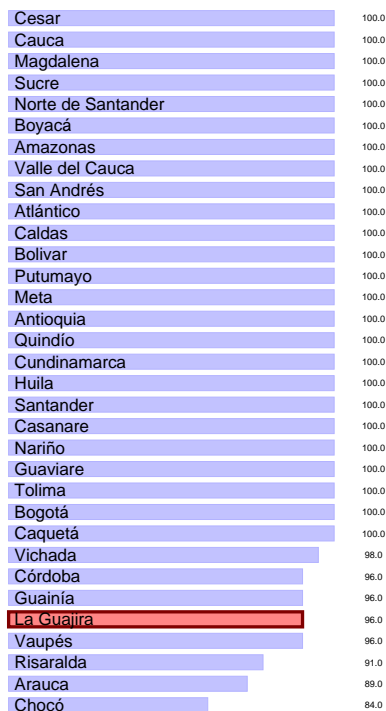 Cesar 100.0
Cauca 100.0
Magdalena 100.0
Sucre 100.0
Norte de Santander 100.0
Boyacá 100.0
Amazonas 100.0
Valle del Cauca 100.0
San Andrés 100.0
Atlántico 100.0
Caldas 100.0
Bolivar 100.0
Putumayo 100.0
Meta 100.0
Antioquia 100.0
Quindío 100.0
Cundinamarca 100.0
Huila 100.0
Santander 100.0
Casanare 100.0
Nariño 100.0
Guaviare 100.0
Tolima 100.0
Bogotá 100.0
Caquetá 100.0
Vichada 98.0
Córdoba 96.0
Guainía 96.0
La Guajira 96.0
Vaupés 96.0
Risaralda 91.0
Arauca 89.0
Chocó 84.0